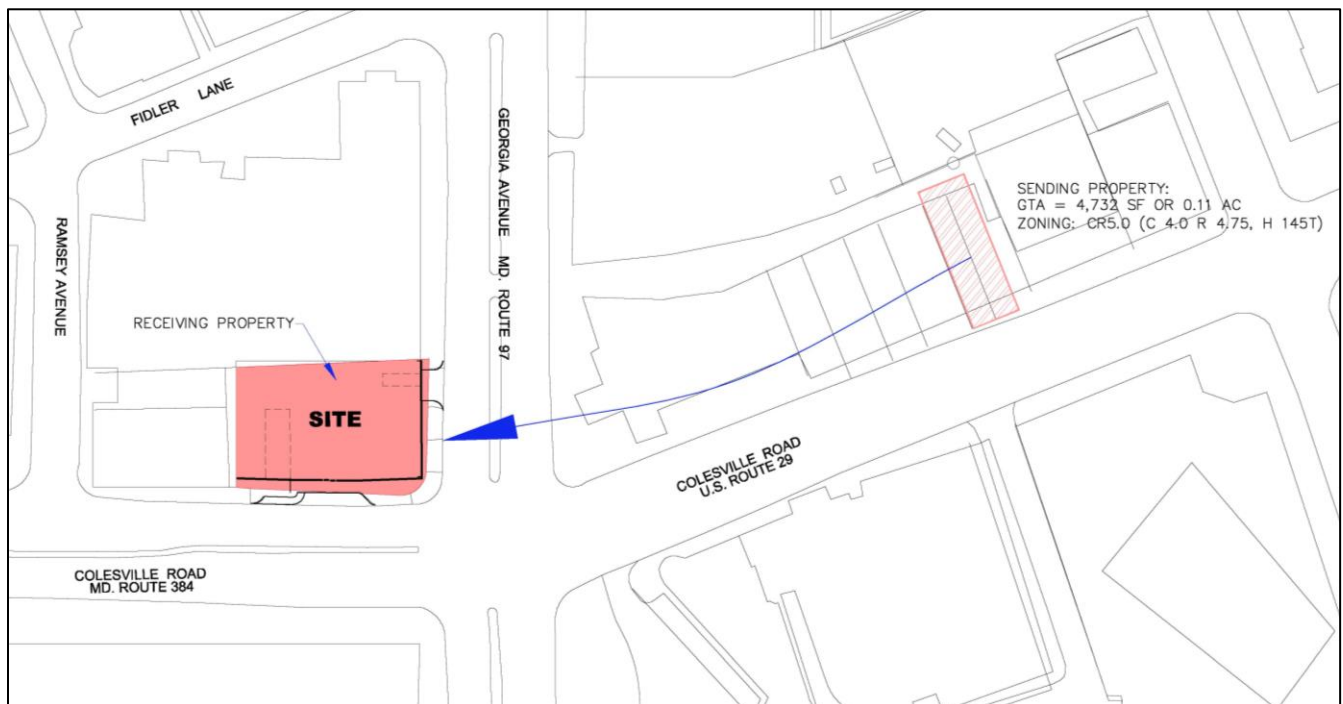 FIDLER LANE
GEORGIA AVENUE MD. ROUTE 97
SENDING PROPERTY:
GTA = 4,732 SF OR 0.11 AC
ZONING: CR5.0 (C 4.0 R 4.75, H 145T)
RAMSEY AVENUE
RECEIVING PROPERTY
SITE
COLESVILLE ROAD
U.S. ROUTE 29
COLESVILLE ROAD
MD. ROUTE 384